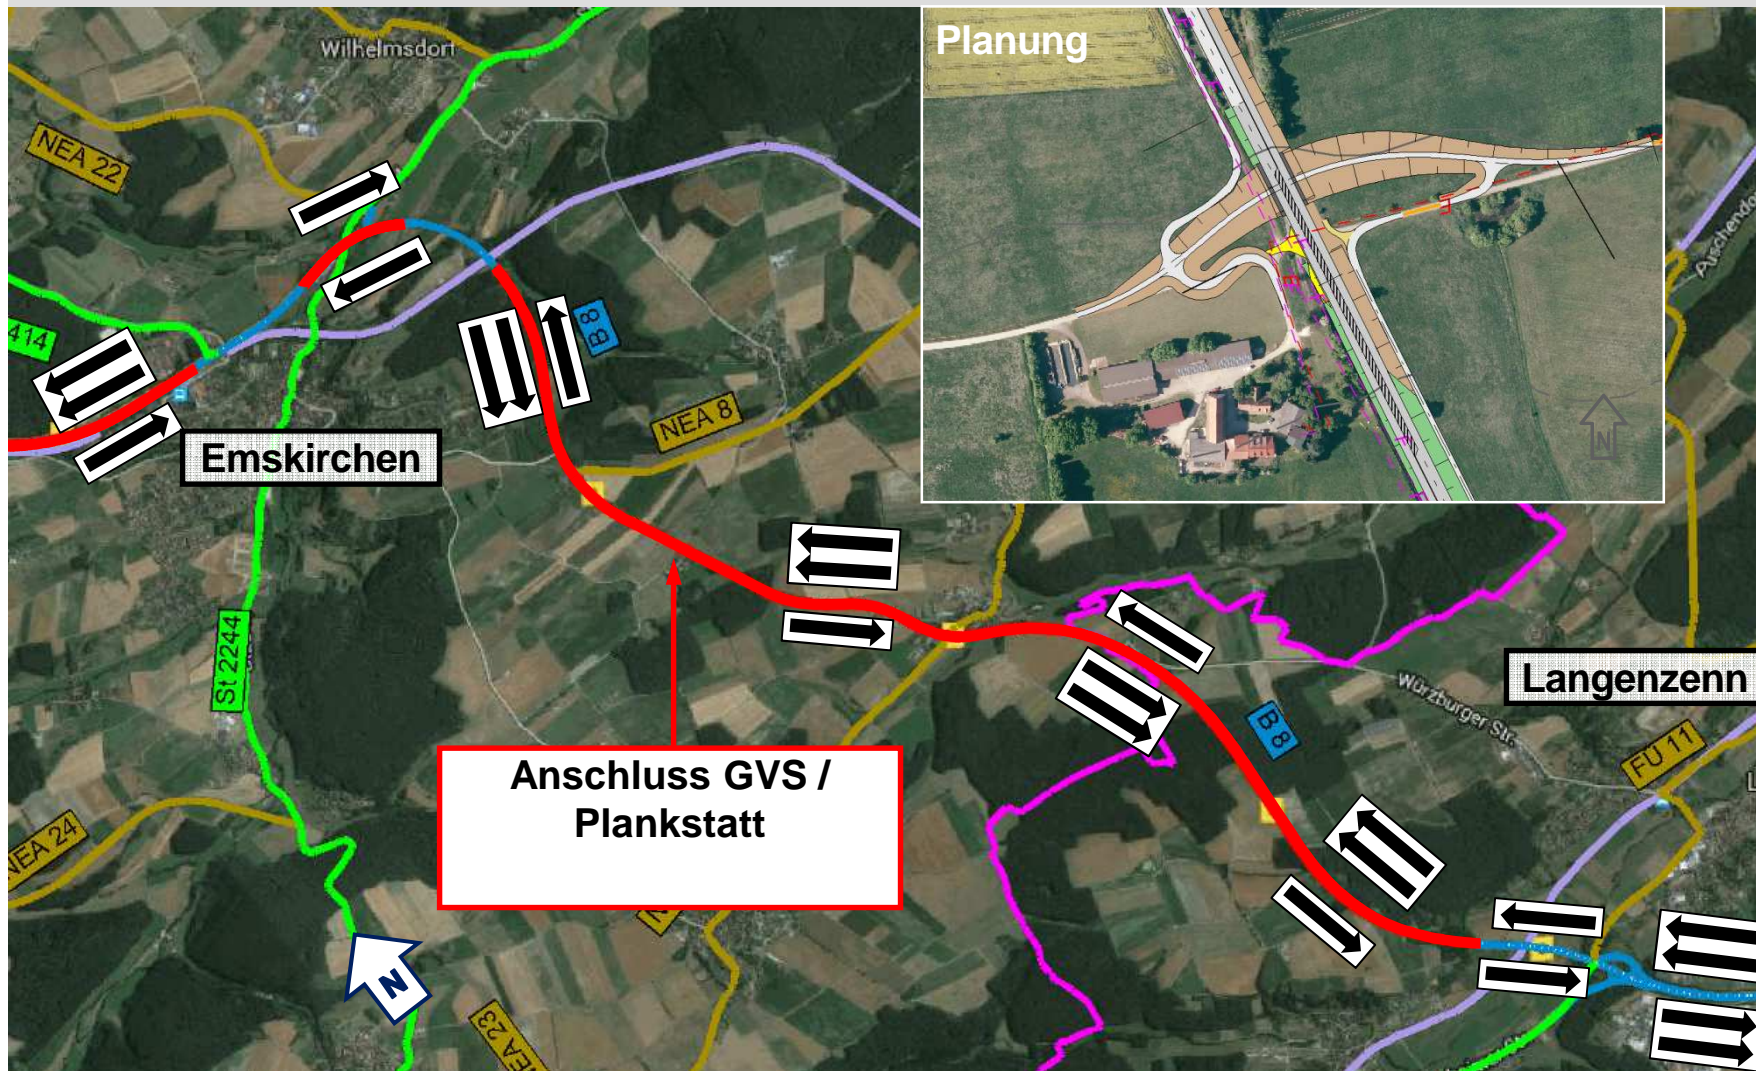 Wilhelmsdorf
Planung
NEA 22
N
414
B 8
NEA 8
Emskirchen
St 2244
Langenzenn
Würzburger Str.
B 8
FÜ 11
Anschluss GVS /
Plankstatt
NEA 24
N
NEA 23